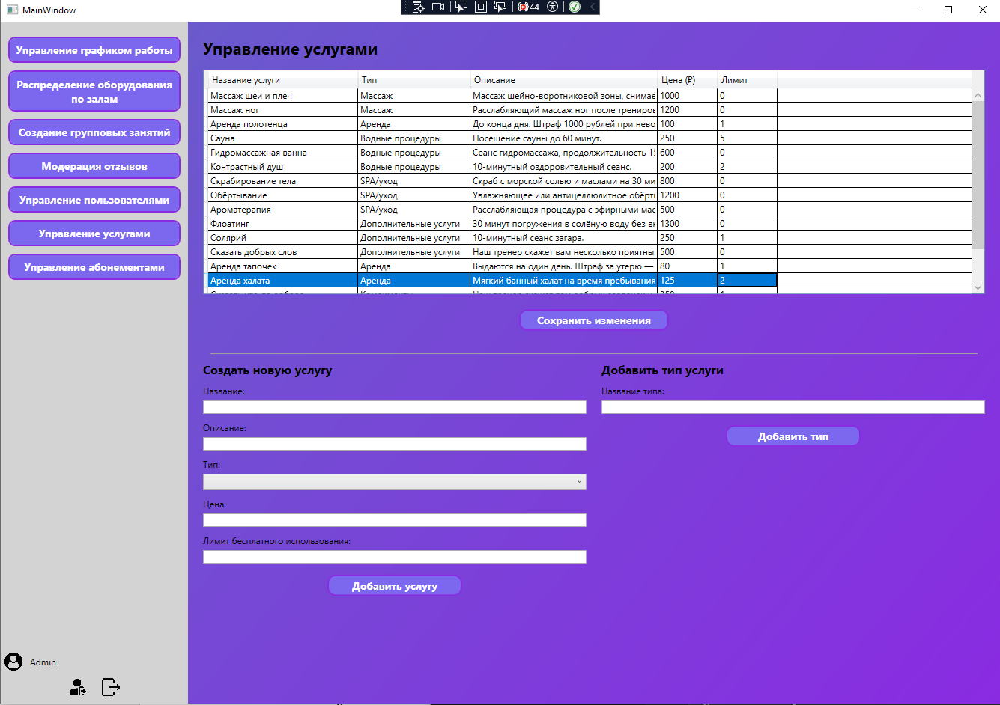 MainWindow
44
Управление графиком работы
Распределение оборудования
по залам
Создание групповых занятий
Модерация отзывов
Управление пользователями
Управление услугами
Управление абонементами
Admin
Управление услугами
Название услуги Тип Описание Цена (₽) Лимит
Массаж шеи и плеч Массаж Массаж шейно-воротниковой зоны, снимае 1000 0
Массаж ног Массаж Расслабляющий массаж ног после трениров 1200 0
Аренда полотенца Аренда До конца дня. Штраф 1000 рублей при нево 100 1
Сауна Водные процедуры Посещение сауны до 60 минут. 250 5
Гидромассажная ванна Водные процедуры Сеанс гидромассажа, продолжительность 15 600 0
Контрастный душ Водные процедуры 10-минутный оздоровительный сеанс. 200 2
Скрабирование тела SPA/уход Скраб с морской солью и маслами на 30 ми 800 0
Обёртывание SPA/уход Увлажняющее или антицеллюлитное обёрт 1200 0
Ароматерапия SPA/уход Расслабляющая процедура с эфирными мас 500 0
Флоатинг Дополнительные услуги 30 минут погружения в солёную воду без в 1300 0
Солярий Дополнительные услуги 10-минутный сеанс загара. 250 1
Сказать добрых слов Дополнительные услуги Наш тренер скажет вам несколько приятны 500 0
Аренда тапочек Аренда Выдаются на один день. Штраф за утерю — 80 1
Аренда халата Аренда Мягкий банный халат на время пребывания 125 2
Сохранить изменения
Создать новую услугу
Название:
Описание:
Тип:
Цена:
Лимит бесплатного использования:
Добавить услугу
Добавить тип услуги
Название типа:
Добавить тип